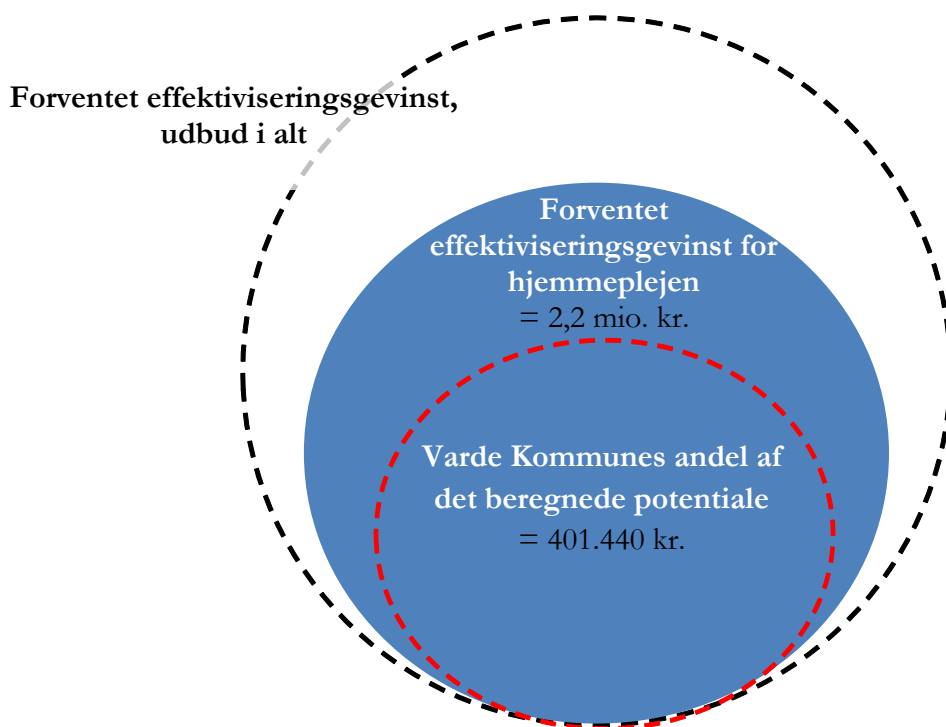 Forventet effektiviseringsgevinst,
udbud i alt
Forventet
effektiviseringsgevinst for
hjemmeplejen
= 2,2 mio. kr.
Varde Kommunes andel af
det beregnede potentiale
= 401.440 kr.